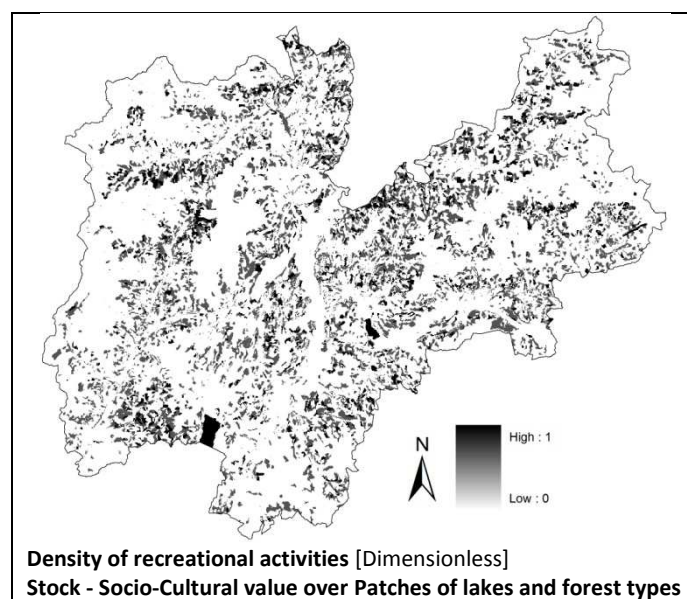 N
High : 1
Low : 0
Density of recreational activities [Dimensionless]
Stock - Socio-Cultural value over Patches of lakes and forest types